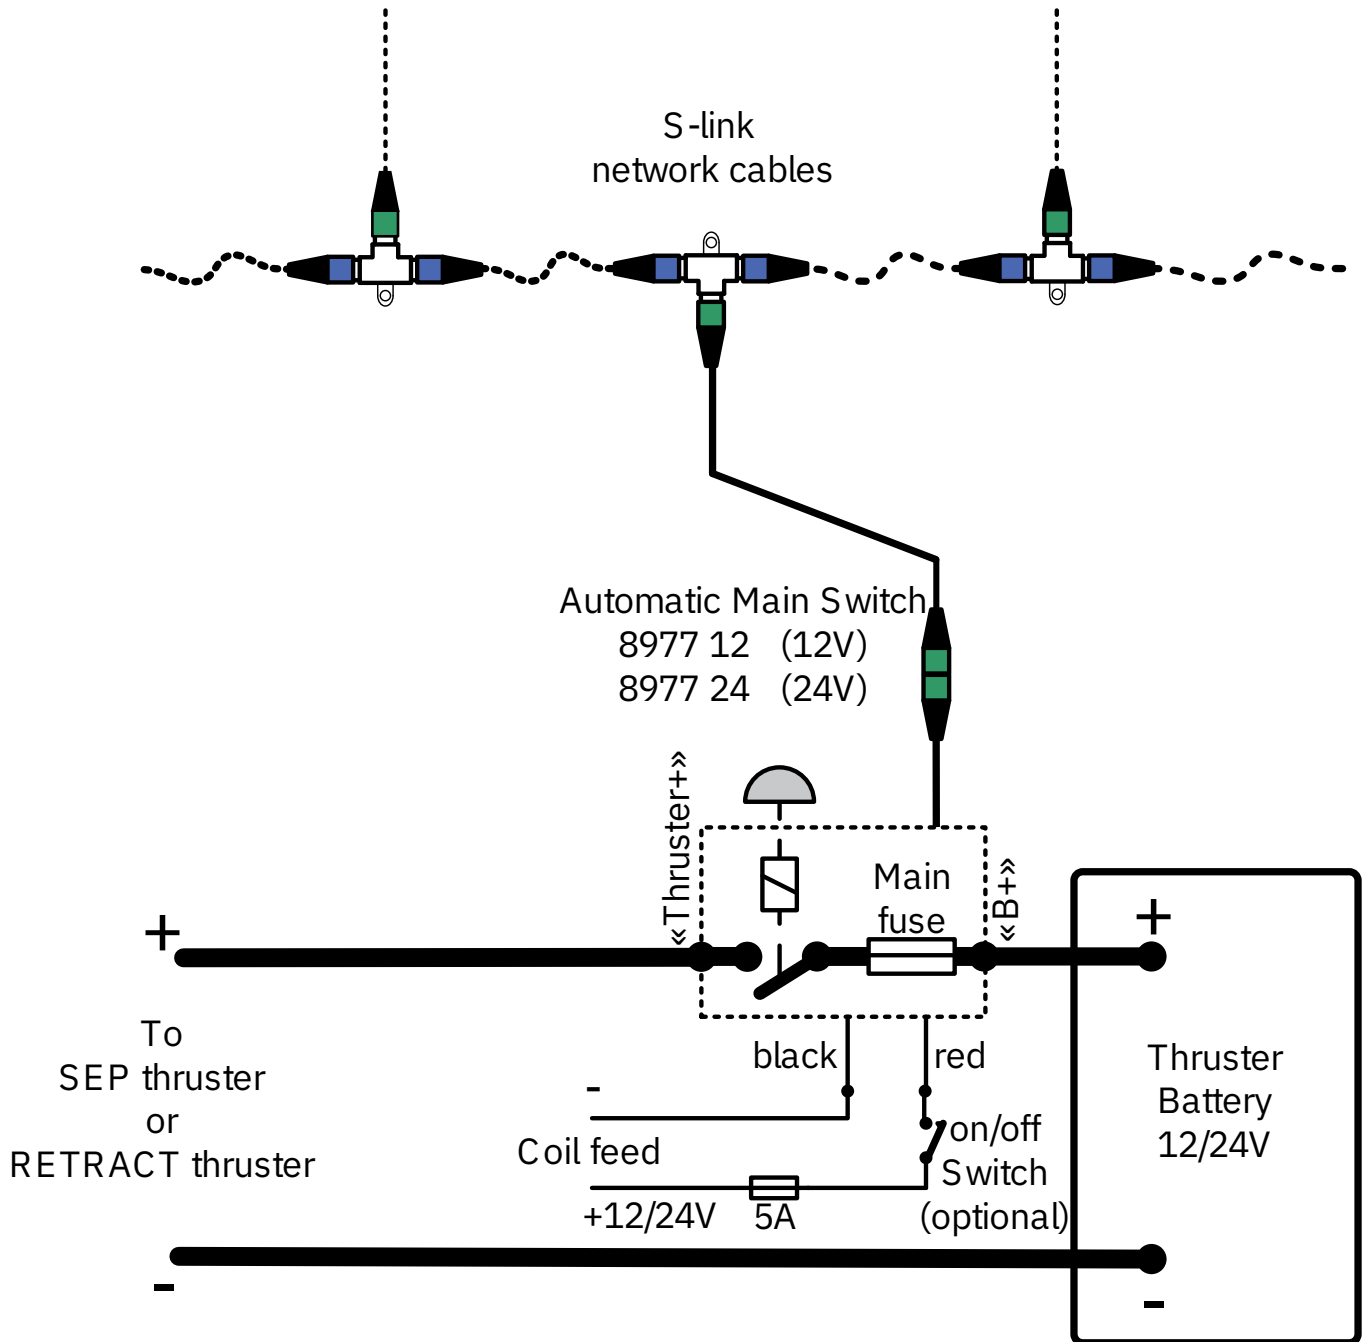 S-link
network cables
Automatic Main Switch
8977 12 (12V)
8977 24 (24V)
«Thruster+»
Main
fuse
«B+»
+
+
To
SEP thruster
or
RETRACT thruster
black
red
-
Coil feed
+12/24V
5A
on/off
Switch
(optional)
Thruster
Battery
12/24V
-
-